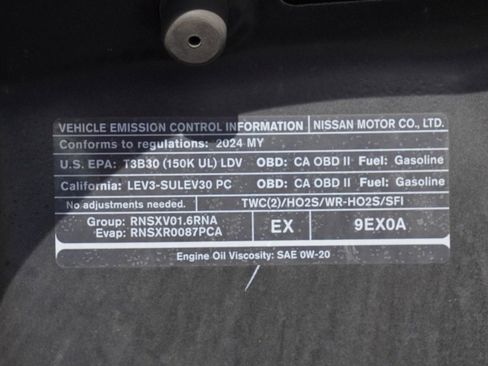 VEHICLE EMISSION CONTROL INFORMATION NISSAN MOTOR CO., LTD.
Conforms to regulations: 2024 MY
U.S. EPA: T3B30 (150K UL) LDV OBD: CA OBD II Fuel: Gasoline
California: LEV3-SULEV30 PC OBD: CA OBD II Fuel: Gasoline
No adjustments needed. TWC(2)/HO2S/WR-HO2S/SFI
Group: RNSXV01.6RNA
Evap: RNSXR0087PCA
EX
9EX0A
Engine Oil Viscosity: SAE 0W-20